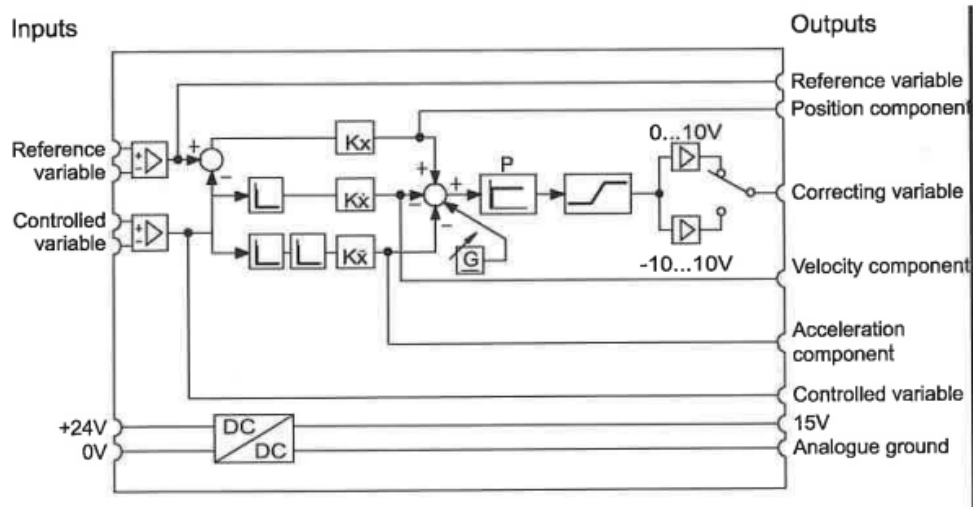 Inputs
Outputs
Reference variable
Position component
0...10V
Kx
+
+
P
Reference
variable
+
-
+
-
+
-
Kẋ
-
Correcting variable
Controlled
variable
+
-
-
Kẍ
G
-10...10V
Velocity component
Acceleration
component
Controlled variable
+24V
DC
15V
0V
DC
Analogue ground